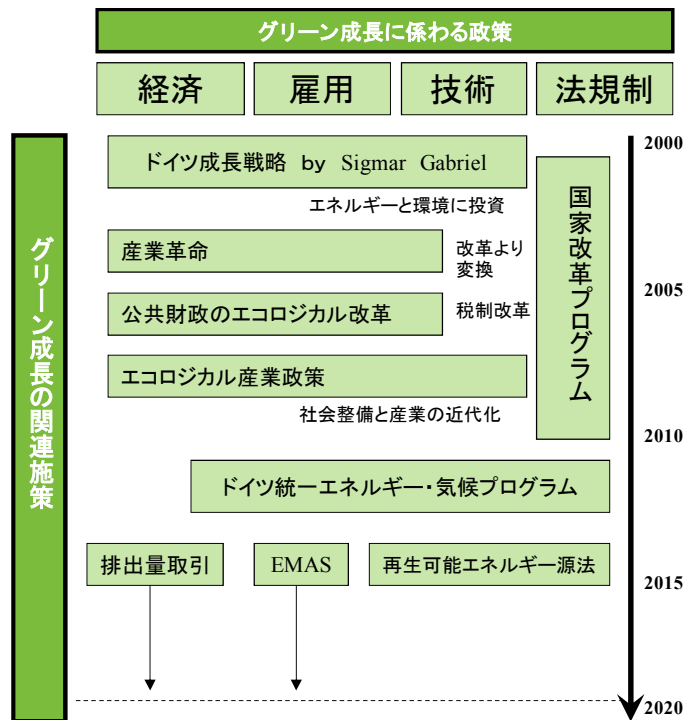 グリーン成長に係わる政策
経済
雇用
技術
法規制
グリーン成長の関連施策
ドイツ成長戦略 by Sigmar Gabriel
エネルギーと環境に投資
産業革命
改革より
変換
公共財政のエコロジカル改革
税制改革
エコロジカル産業政策
社会整備と産業の近代化
国家改革プログラム
ドイツ統一エネルギー・気候プログラム
排出量取引
EMAS
再生可能エネルギー源法
2000
2005
2010
2015
2020